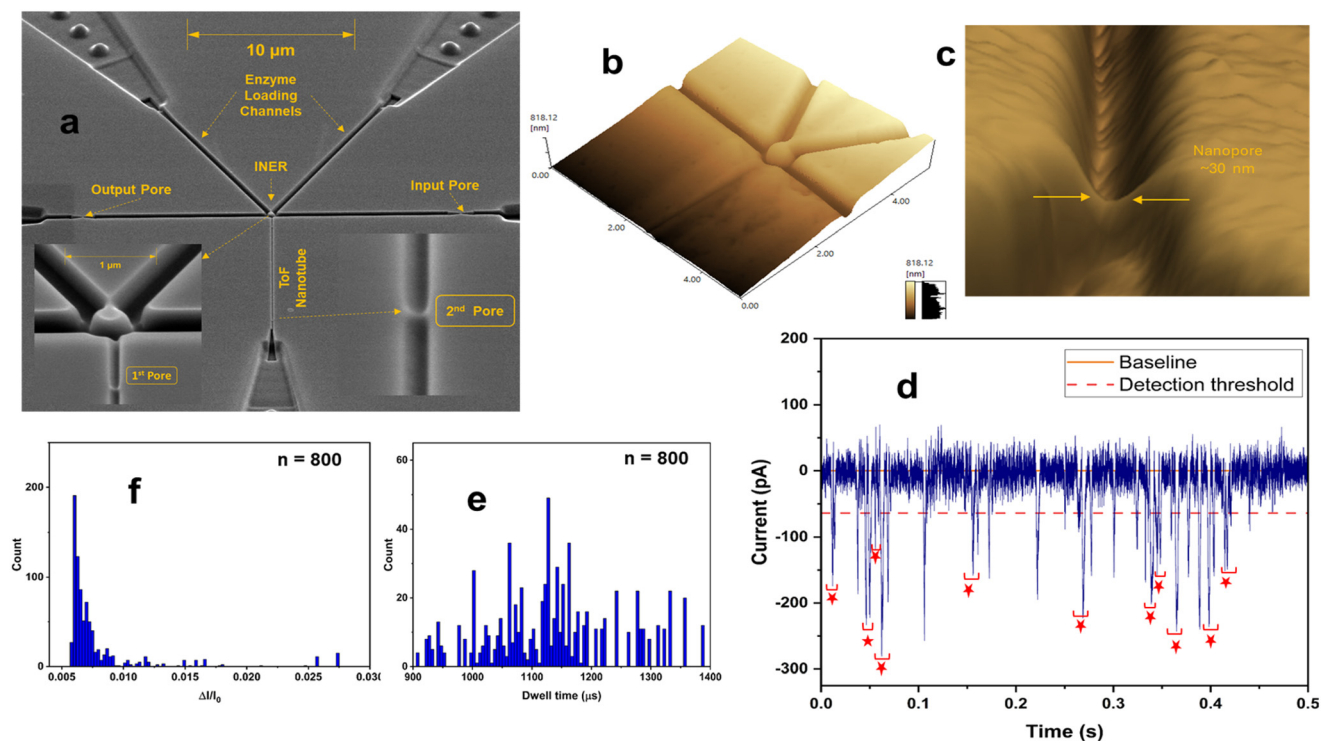 a
10 µm
Enzyme
Loading
Channels
INER
Output Pore
Input Pore
1 µm
1st Pore
ToF
Nanotube
2nd Pore
b
818.12
[nm]
0.00
2.00
4.00
0.00
2.00
4.00
818.12
[nm]
0.00
c
Nanopore
~30 nm
f
n = 800
Count
200
100
0
0.005
0.010
0.015
0.020
0.025
0.030
ΔI/I0
e
n = 800
Count
60
40
20
0
900
1000
1100
1200
1300
1400
Dwell time (µs)
d
Baseline
Detection threshold
Current (pA)
200
100
0
-100
-200
-300
0.0
0.1
0.2
0.3
0.4
0.5
Time (s)